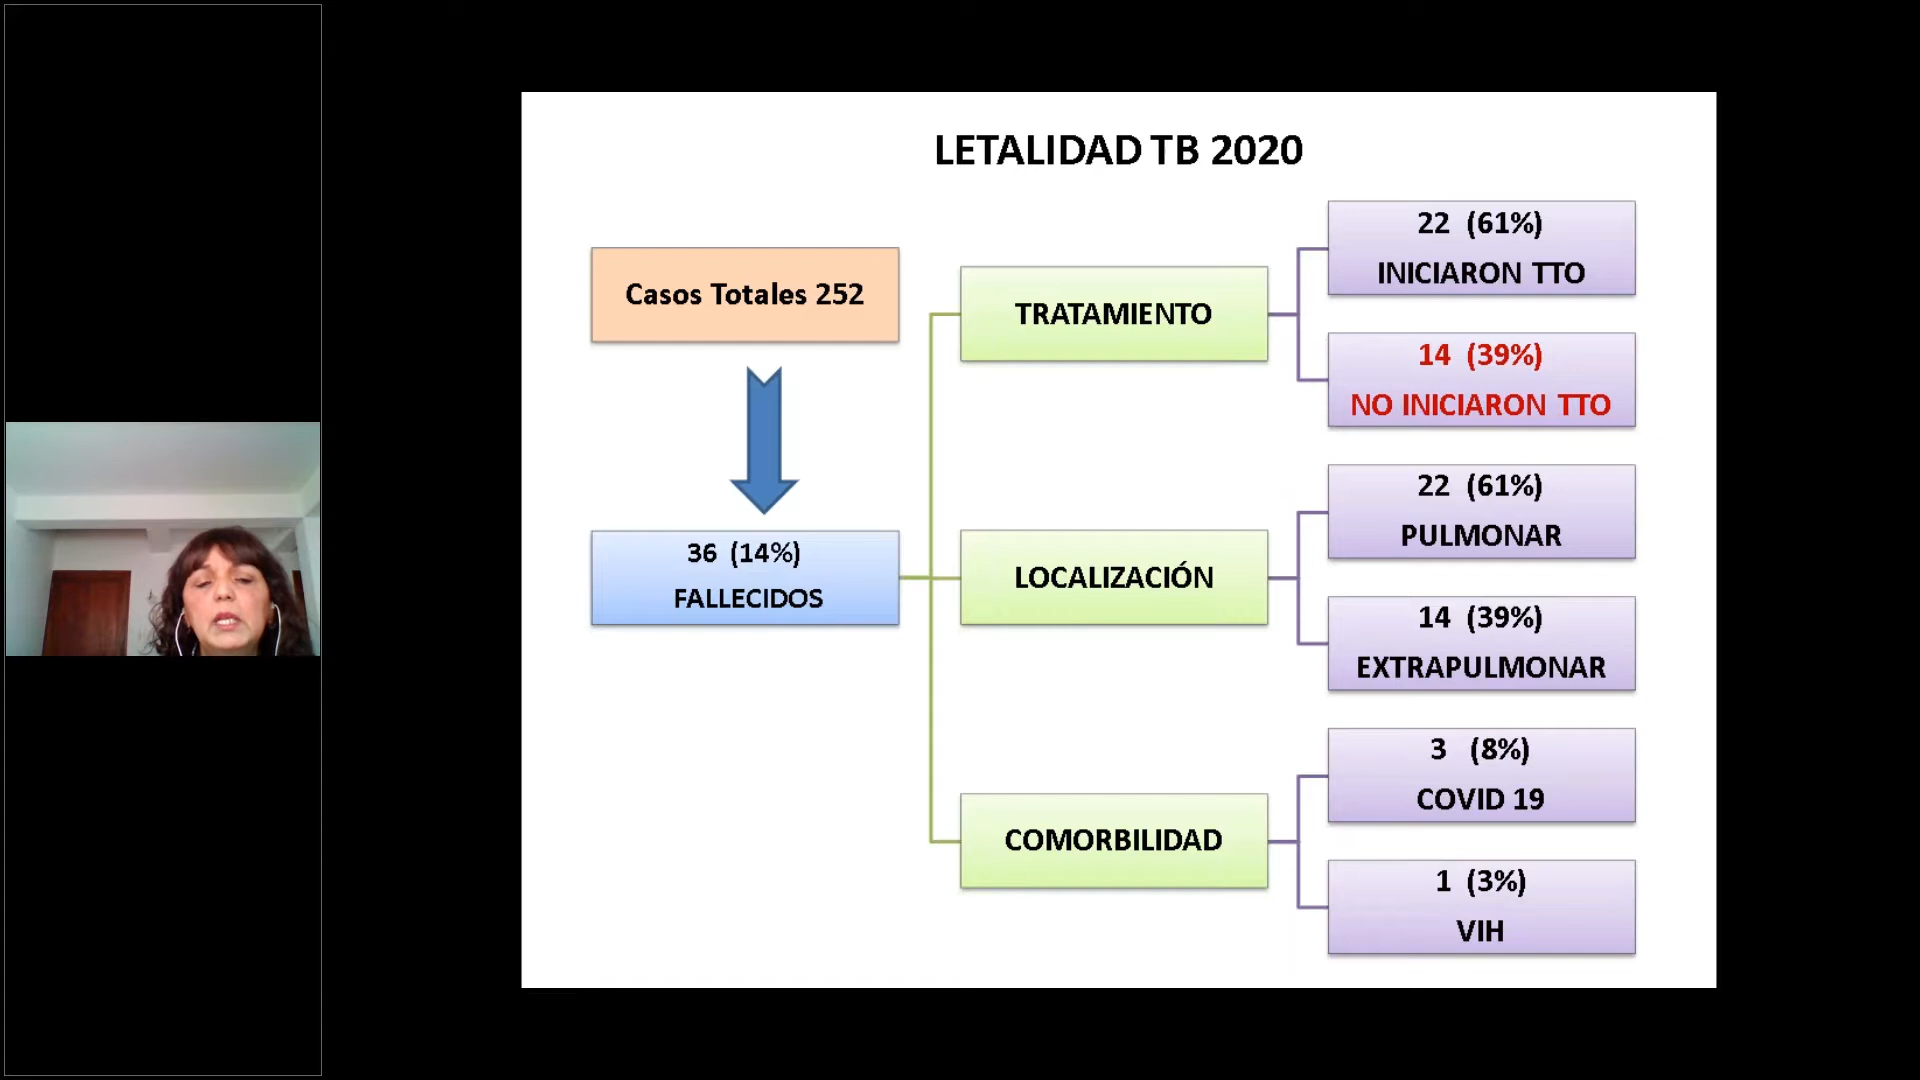 LETALIDAD TB 2020
Casos Totales 252
36 (14%)
FALLECIDOS
TRATAMIENTO
22 (61%)
INICIARON TTO
14 (39%)
NO INICIARON TTO
LOCALIZACIÓN
22 (61%)
PULMONAR
14 (39%)
EXTRAPULMONAR
COMORBILIDAD
3 (8%)
COVID 19
1 (3%)
VIH